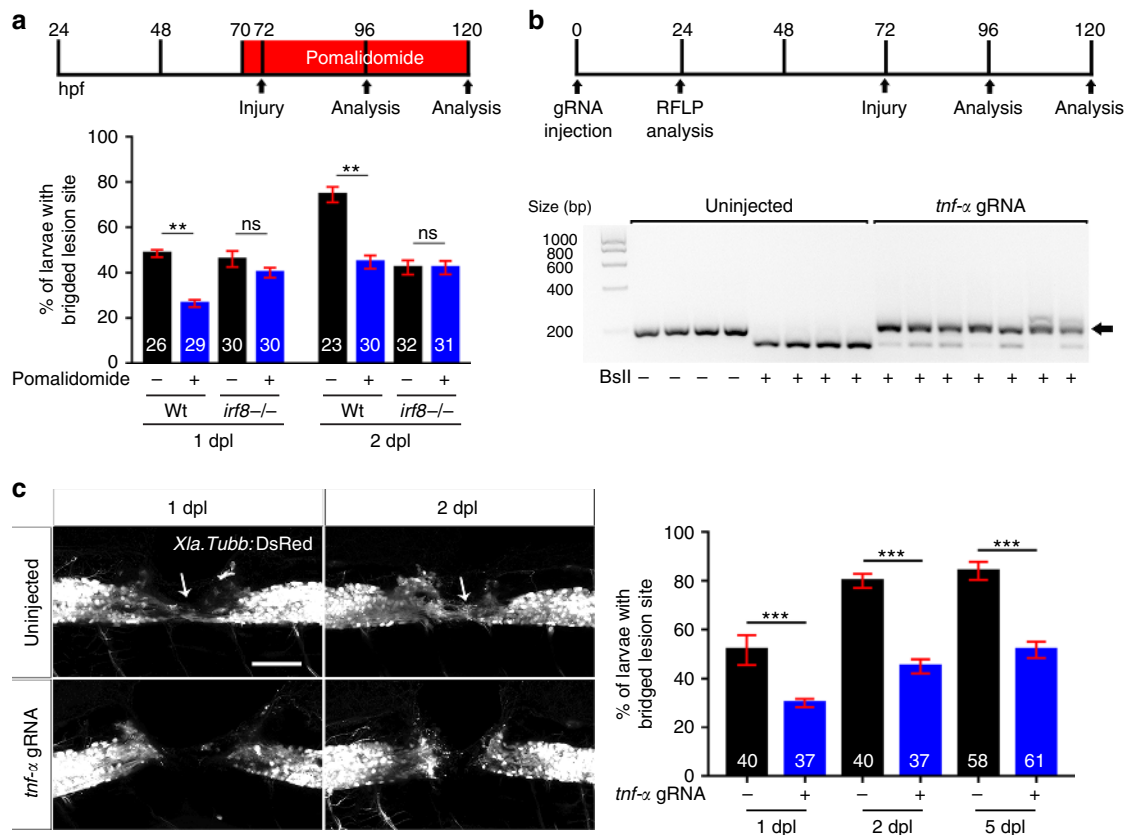 a
24 48 70 72 96 120
Pomalidomide
hpf
Injury Analysis Analysis
100
80
60
40
20
0
% of larvae with
brigded lesion site
** ns ** ns
26 29 30 30 23 30 32 31
Pomalidomide – + – + – + – +
Wt irf8–/– Wt irf8–/–
1 dpl 2 dpl
b
0 24 48 72 96 120
gRNA
injection
RFLP
analysis
Injury Analysis Analysis
Size (bp) Uninjected tnf-α gRNA
1000
800
600
400
200
BslI – – – – + + + + + + + + + + +
c
1 dpl 2 dpl
Uninjected
Xla.Tubb:DsRed
tnf-α gRNA
100
80
60
40
20
0
% of larvae with
bridged lesion site
*** *** ***
40 37 40 37 58 61
tnf-α gRNA – + – + – +
1 dpl 2 dpl 5 dpl